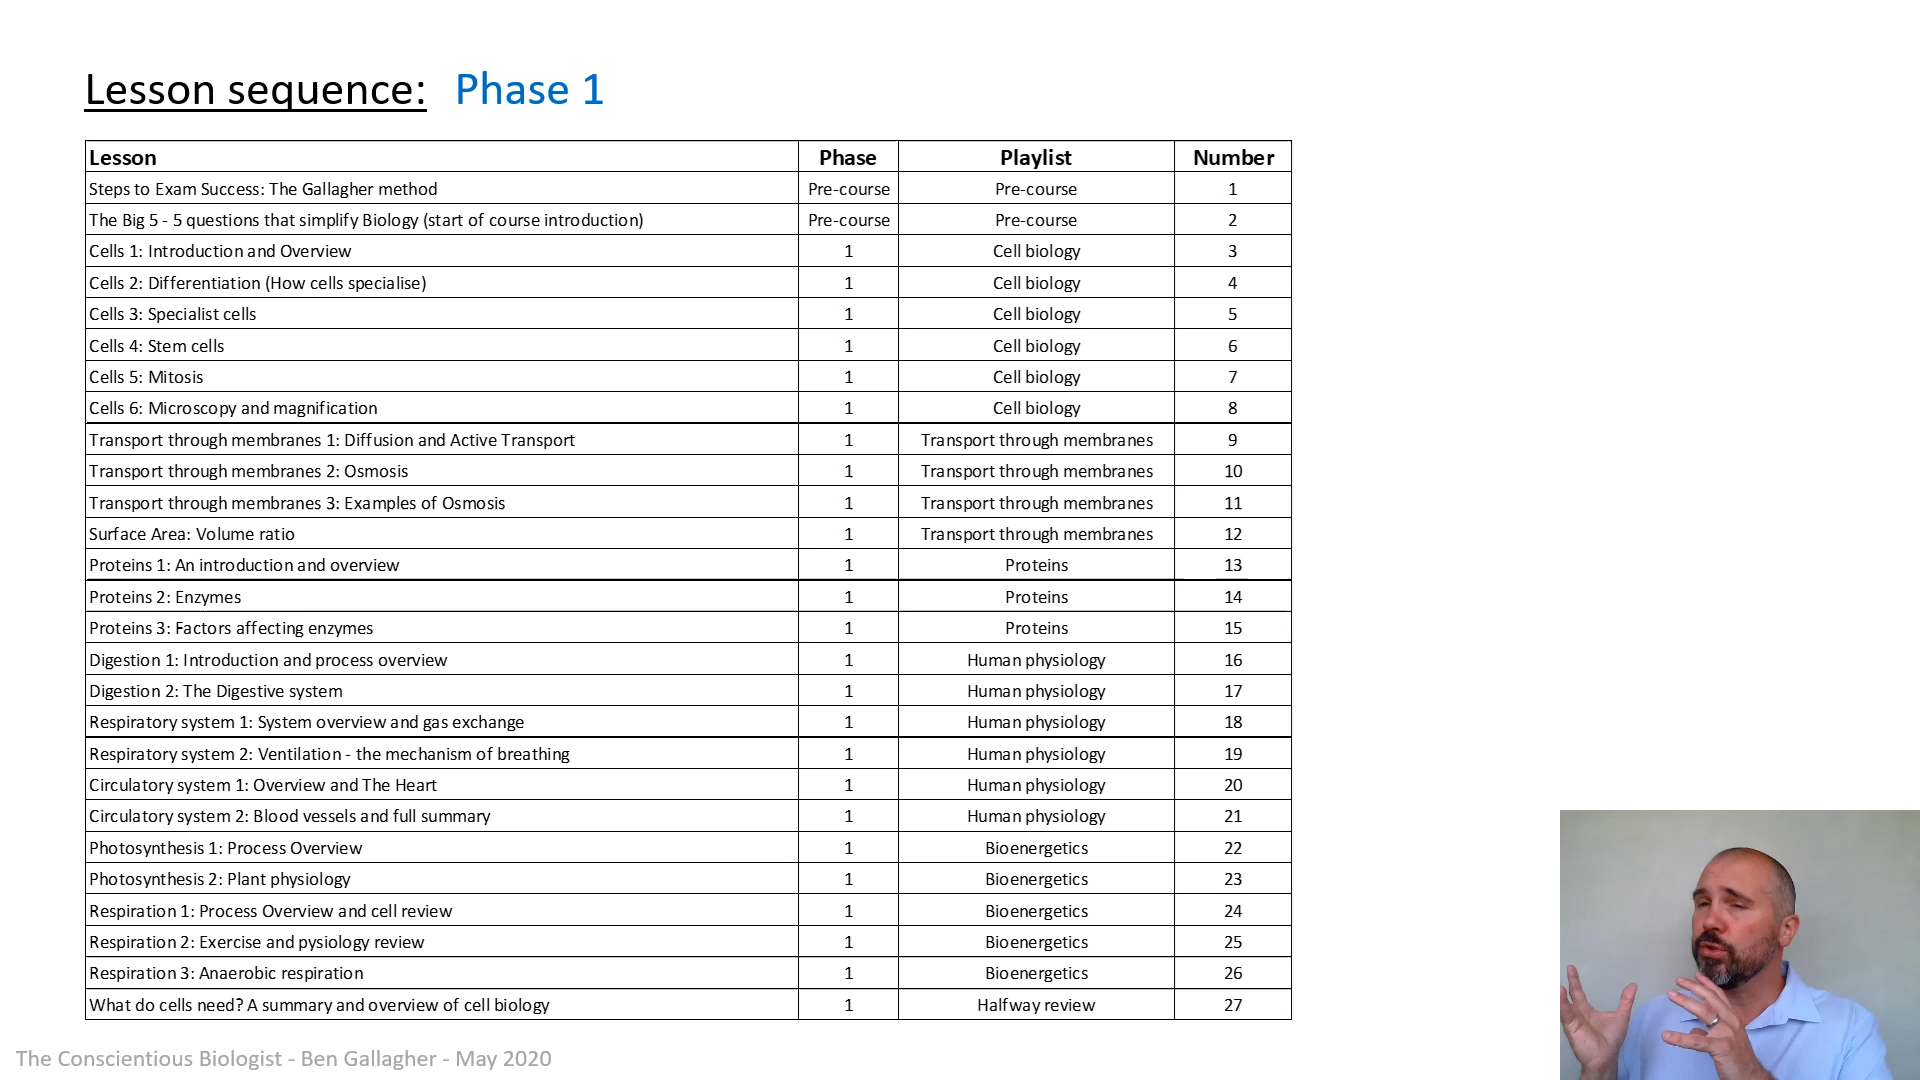 Lesson sequence: Phase 1
Lesson Phase Playlist Number
Steps to Exam Success: The Gallagher method Pre-course Pre-course 1
The Big 5 - 5 questions that simplify Biology (start of course introduction) Pre-course Pre-course 2
Cells 1: Introduction and Overview 1 Cell biology 3
Cells 2: Differentiation (How cells specialise) 1 Cell biology 4
Cells 3: Specialist cells 1 Cell biology 5
Cells 4: Stem cells 1 Cell biology 6
Cells 5: Mitosis 1 Cell biology 7
Cells 6: Microscopy and magnification 1 Cell biology 8
Transport through membranes 1: Diffusion and Active Transport 1 Transport through membranes 9
Transport through membranes 2: Osmosis 1 Transport through membranes 10
Transport through membranes 3: Examples of Osmosis 1 Transport through membranes 11
Surface Area: Volume ratio 1 Transport through membranes 12
Proteins 1: An introduction and overview 1 Proteins 13
Proteins 2: Enzymes 1 Proteins 14
Proteins 3: Factors affecting enzymes 1 Proteins 15
Digestion 1: Introduction and process overview 1 Human physiology 16
Digestion 2: The Digestive system 1 Human physiology 17
Respiratory system 1: System overview and gas exchange 1 Human physiology 18
Respiratory system 2: Ventilation - the mechanism of breathing 1 Human physiology 19
Circulatory system 1: Overview and The Heart 1 Human physiology 20
Circulatory system 2: Blood vessels and full summary 1 Human physiology 21
Photosynthesis 1: Process Overview 1 Bioenergetics 22
Photosynthesis 2: Plant physiology 1 Bioenergetics 23
Respiration 1: Process Overview and cell review 1 Bioenergetics 24
Respiration 2: Exercise and pysiology review 1 Bioenergetics 25
Respiration 3: Anaerobic respiration 1 Bioenergetics 26
What do cells need? A summary and overview of cell biology 1 Halfway review 27
The Conscientious Biologist - Ben Gallagher - May 2020